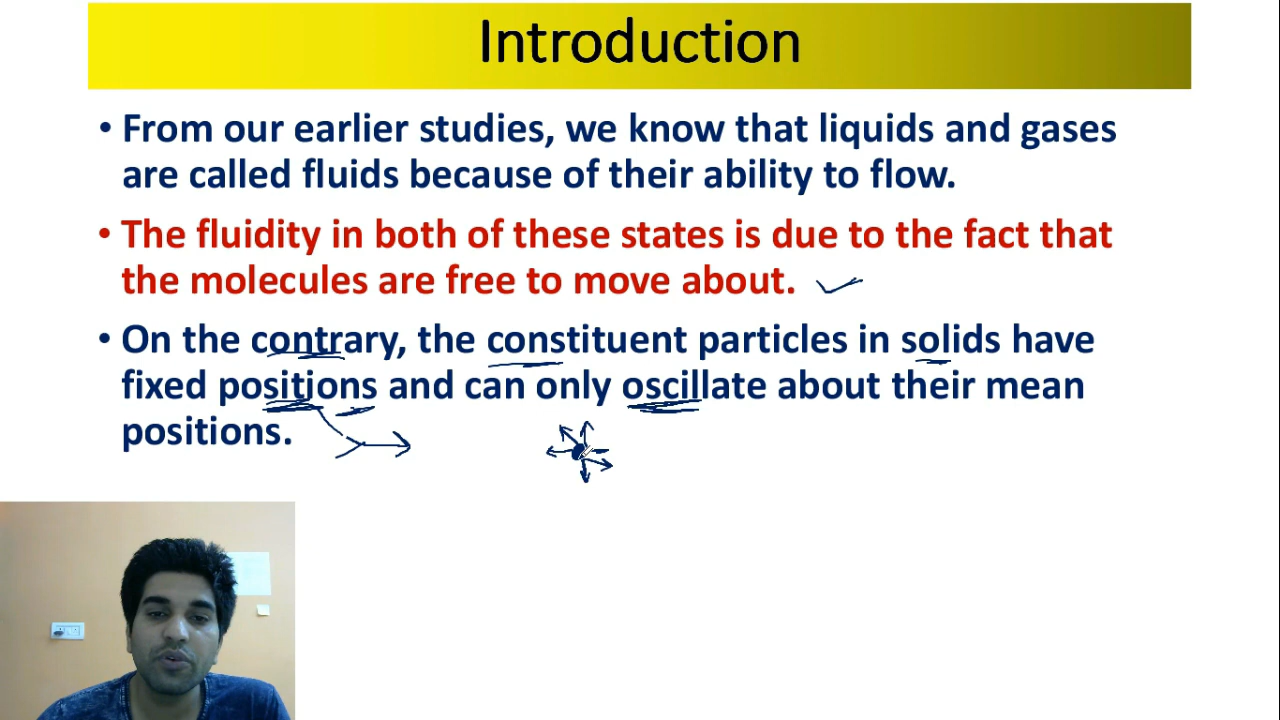 Introduction
• From our earlier studies, we know that liquids and gases
are called fluids because of their ability to flow.
• The fluidity in both of these states is due to the fact that
the molecules are free to move about.
• On the contrary, the constituent particles in solids have
fixed positions and can only oscillate about their mean
positions.